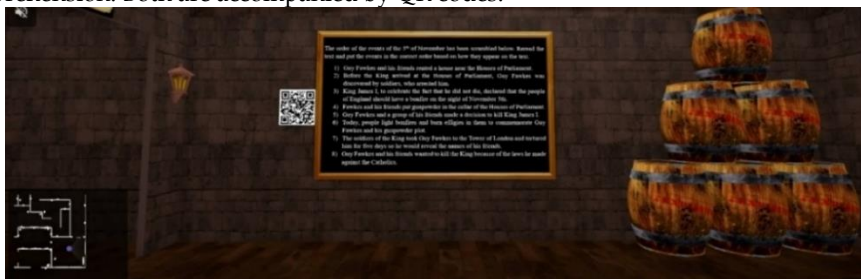 Both are accompanied by QR codes.
The order of the events of the 5th of November has been scrambled below. Reread the
text and put the events in the correct order based on how they appear on the text.
1) Guy Fawkes and his friends rented a house near the Houses of Parliament.
2) Before the King arrived at the Houses of Parliament, Guy Fawkes was
discovered by soldiers, who arrested him.
3) King James I, to celebrate the fact that he did not die, declared that the people
of England should have a bonfire on the night of November 5th.
4) Fawkes and his friends put gunpowder in the cellar of the Houses of Parliament
5) Guy Fawkes and a group of his friends made a decision to kill King James I.
6) Today, people light bonfires and burn effigies in them to commemorate Guy
Fawkes and his gunpowder plot.
7) The soldiers of the King took Guy Fawkes to the Tower of London and tortured
him for five days so he would reveal the names of his friends.
8) Guy Fawkes and his friends wanted to kill the King because of the laws he made
against the Catholics.